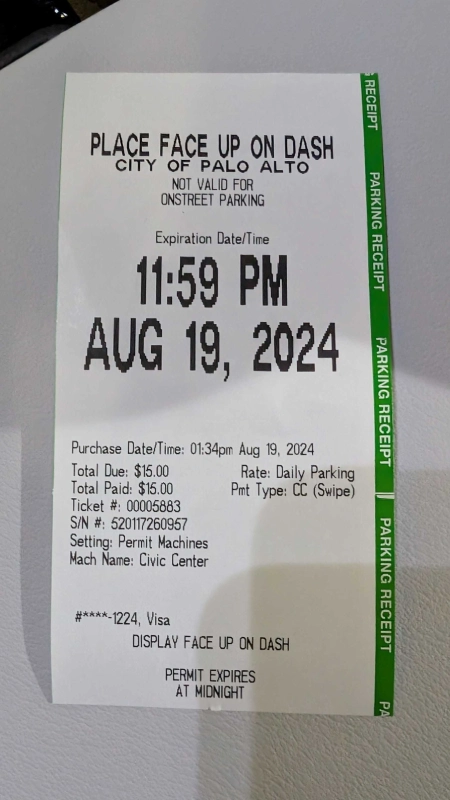 PLACE FACE UP ON DASH
CITY OF PALO ALTO
NOT VALID FOR
ONSTREET PARKING
Expiration Date/Time
11:59 PM
AUG 19, 2024
Purchase Date/Time: 01:34pm Aug 19, 2024
Total Due: $15.00 Rate: Daily Parking
Total Paid: $15.00 Pmt Type: CC (Swipe)
Ticket #: 00005883
S/N #: 520117260957
Setting: Permit Machines
Mach Name: Civic Center
#****-1224, Visa
DISPLAY FACE UP ON DASH
PERMIT EXPIRES
AT MIDNIGHT
RECEIPT
PARKING RECEIPT
PARKING RECEIPT
PARKING RECEIPT
PA